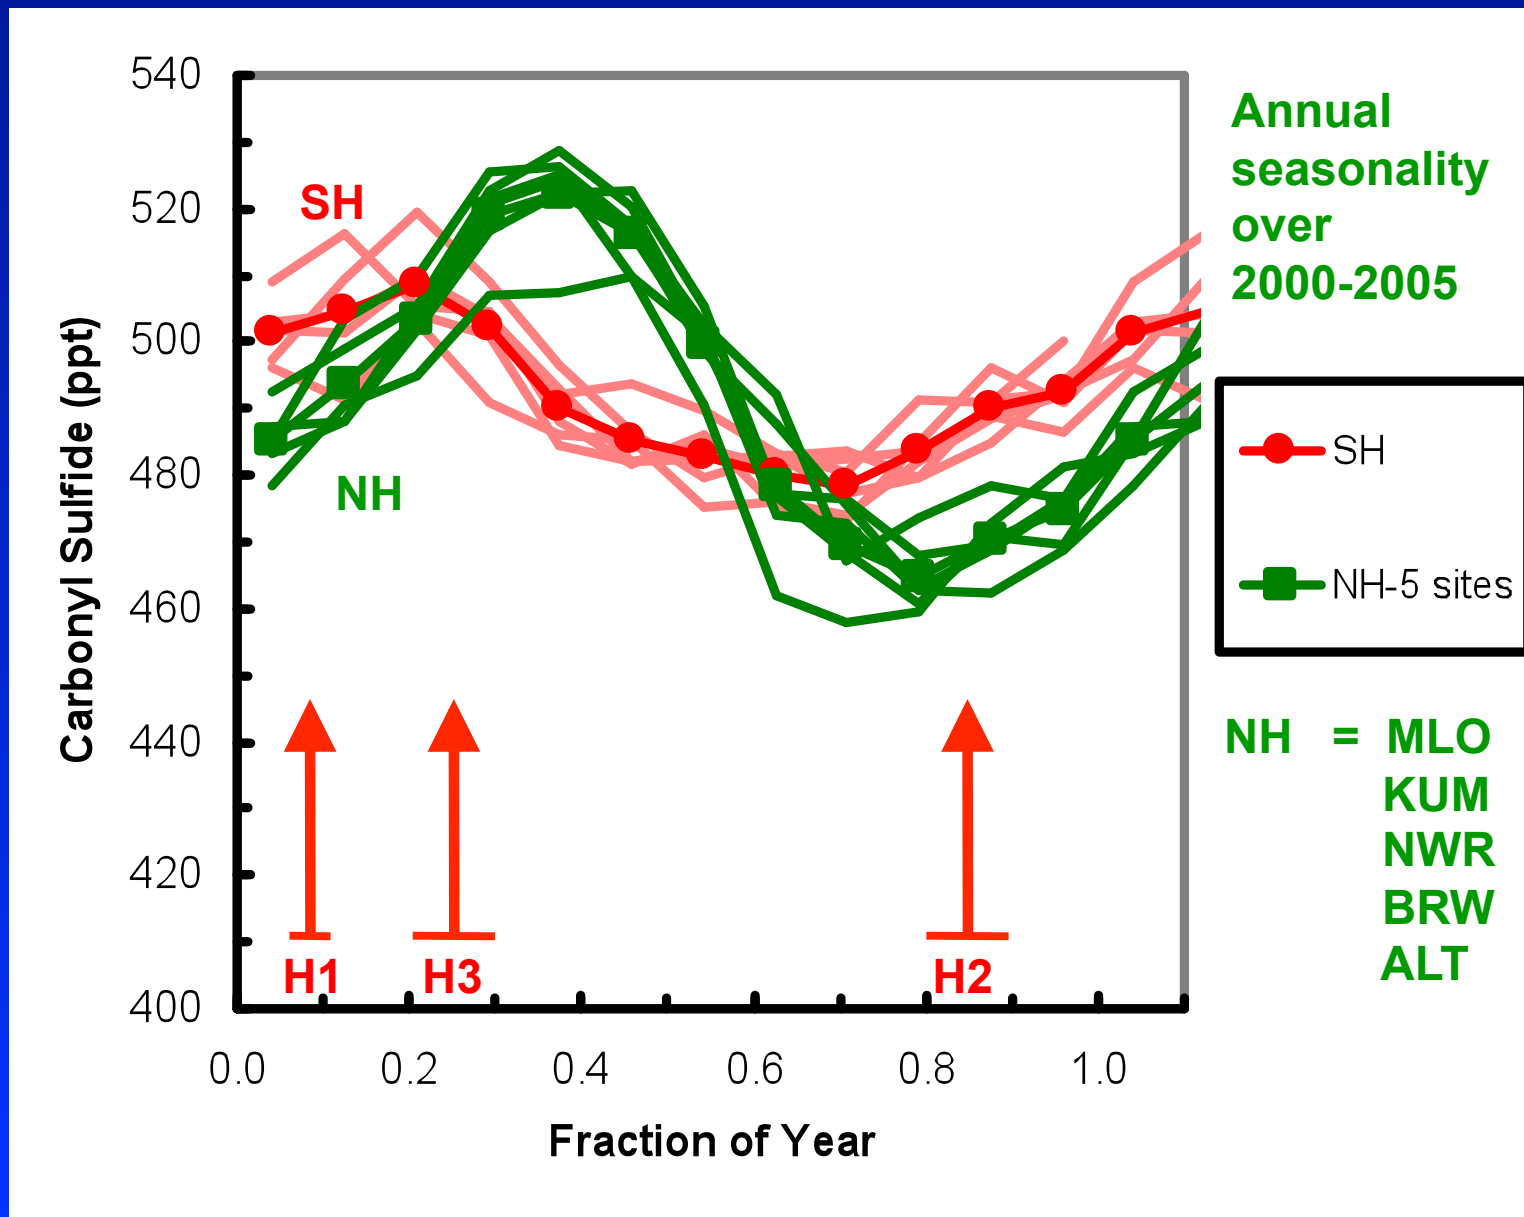 540
520
500
480
460
440
420
400
Carbonyl Sulfide (ppt)
SH
NH
H1
H3
H2
0.0
0.2
0.4
0.6
0.8
1.0
Fraction of Year
Annual
seasonality
over
2000-2005
SH
NH-5 sites
NH = MLO
KUM
NWR
BRW
ALT